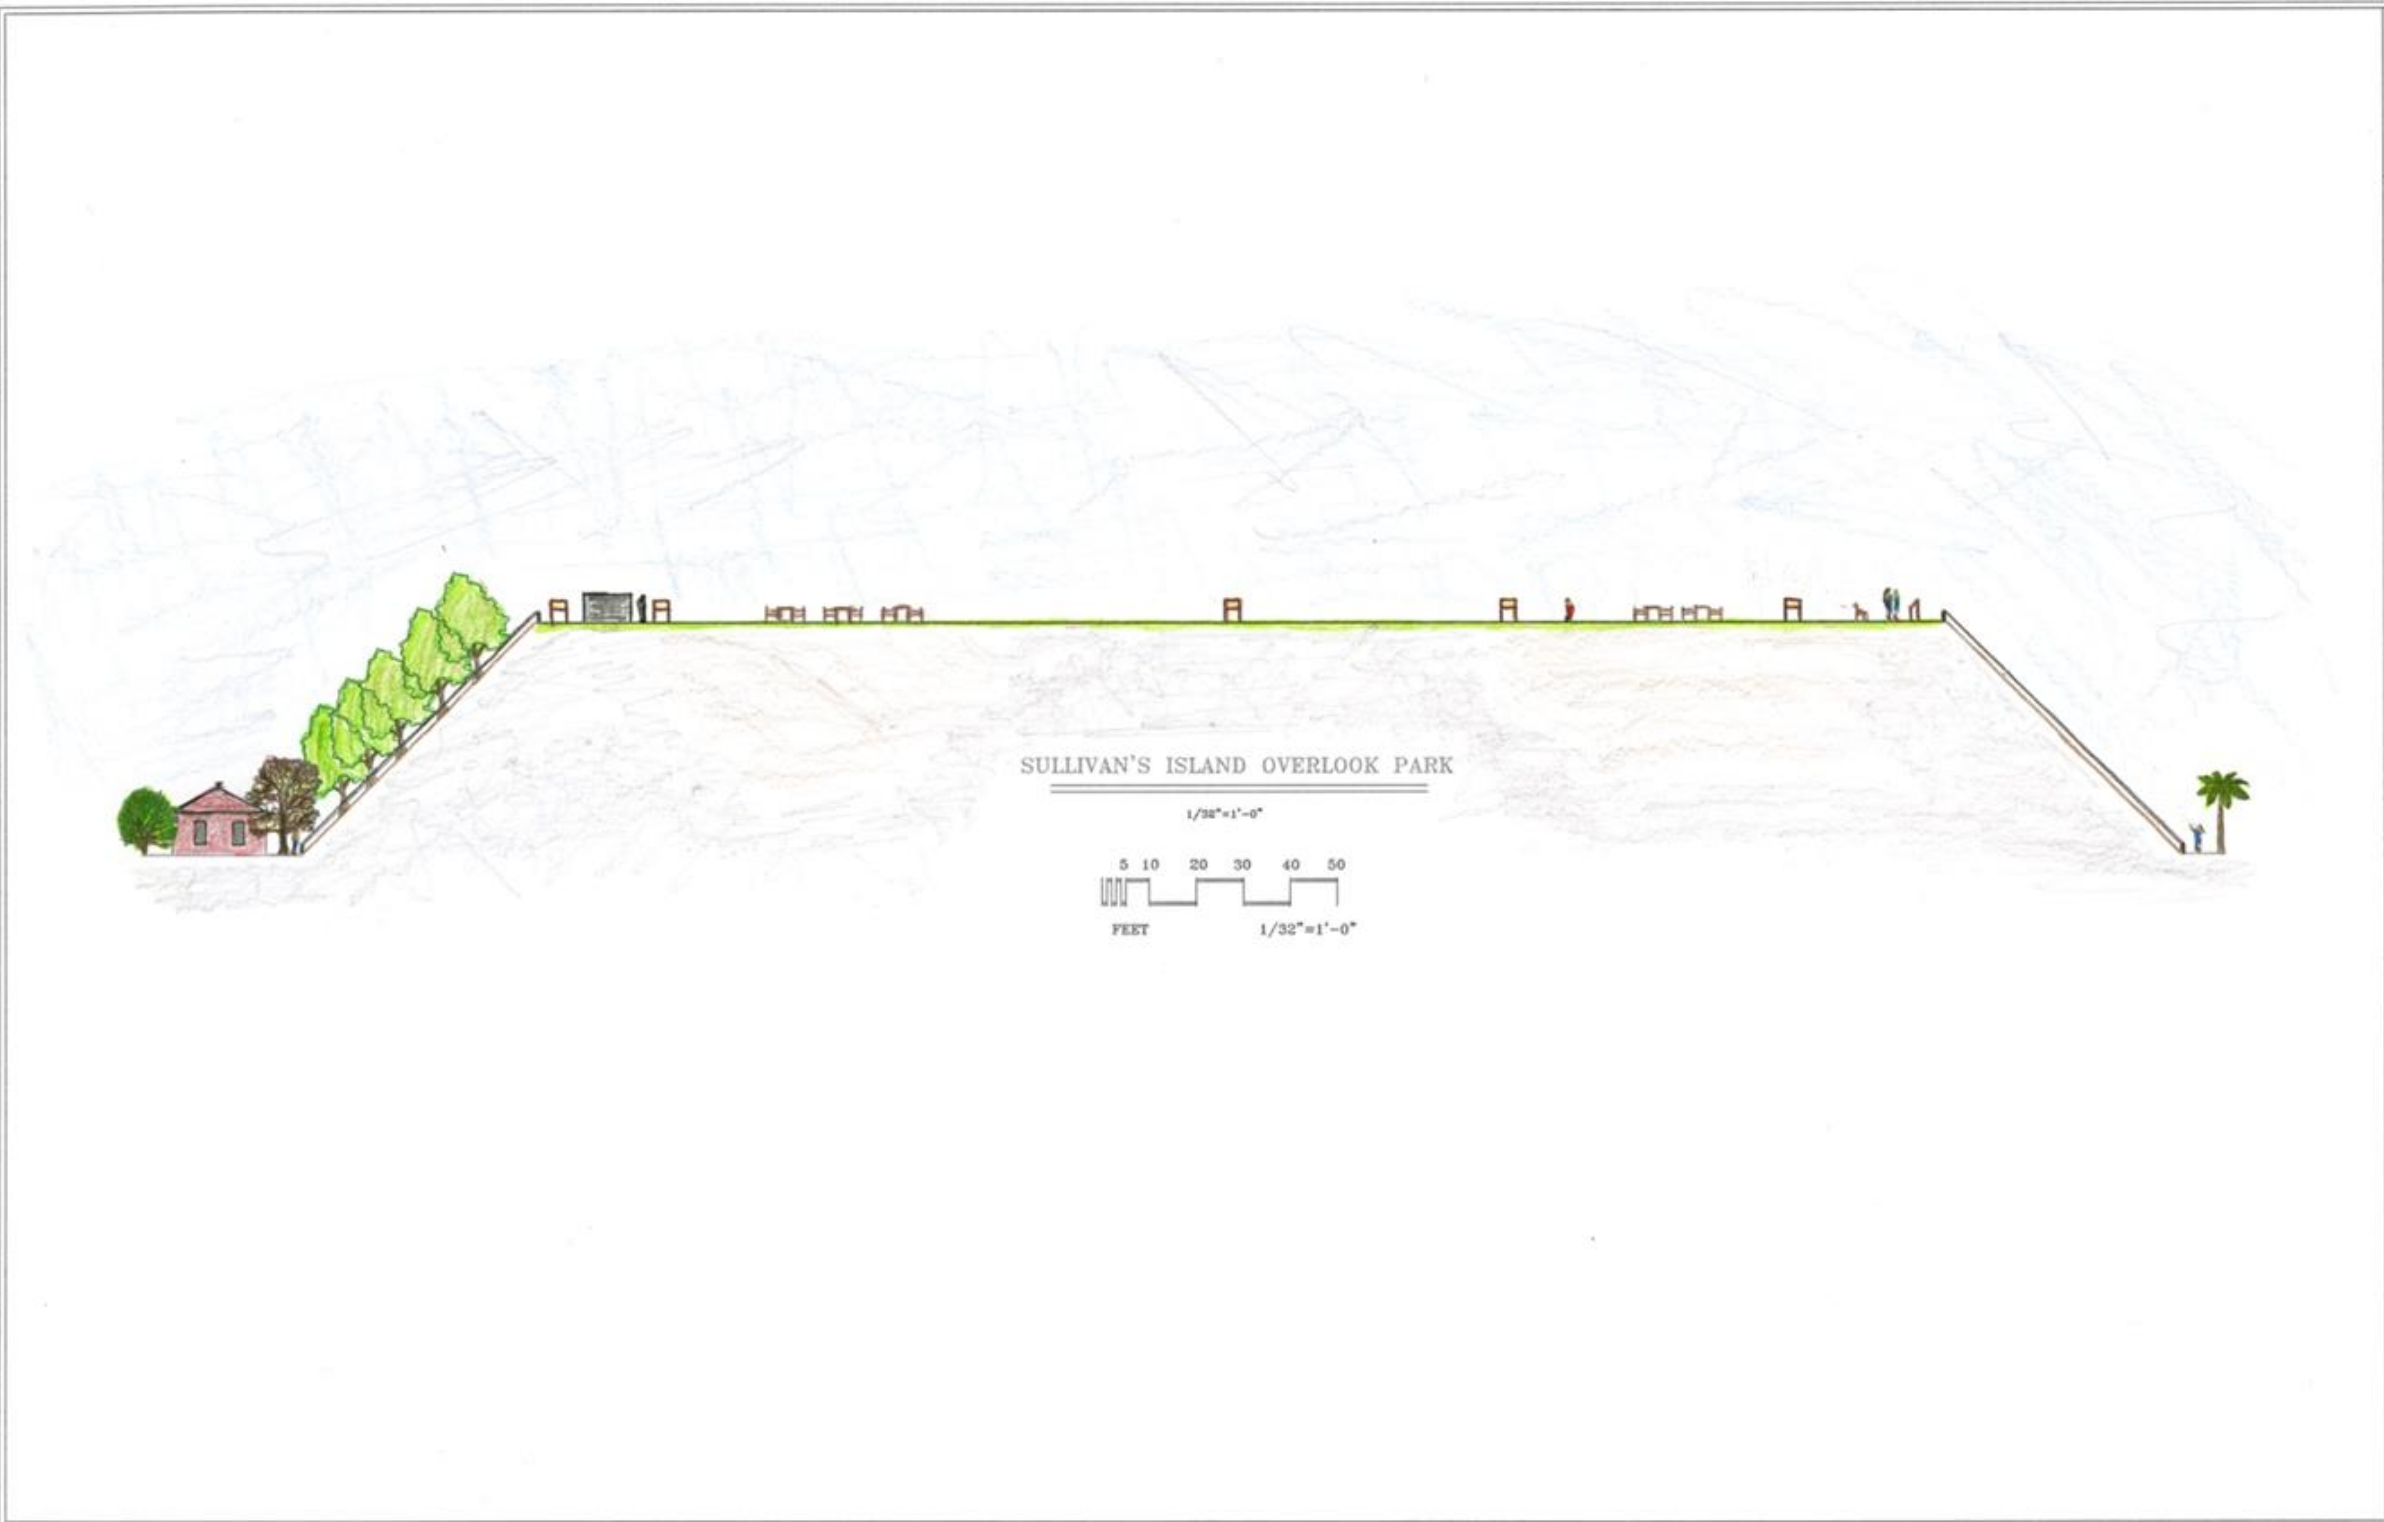 SULLIVAN'S ISLAND OVERLOOK PARK
1/32"=1'-0"
5 10 20 30 40 50
FEET 1/32"=1'-0"